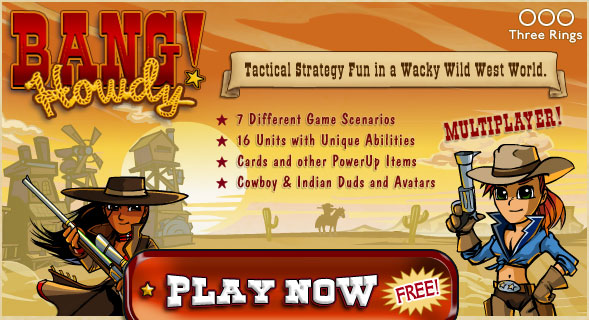 BANG!
Howdy
OOO
Three Rings
Tactical Strategy Fun in a Wacky Wild West World.
★ 7 Different Game Scenarios
★ 16 Units with Unique Abilities
★ Cards and other PowerUp Items
★ Cowboy & Indian Duds and Avatars
MULTIPLAYER!
PLAY NOW
FREE!